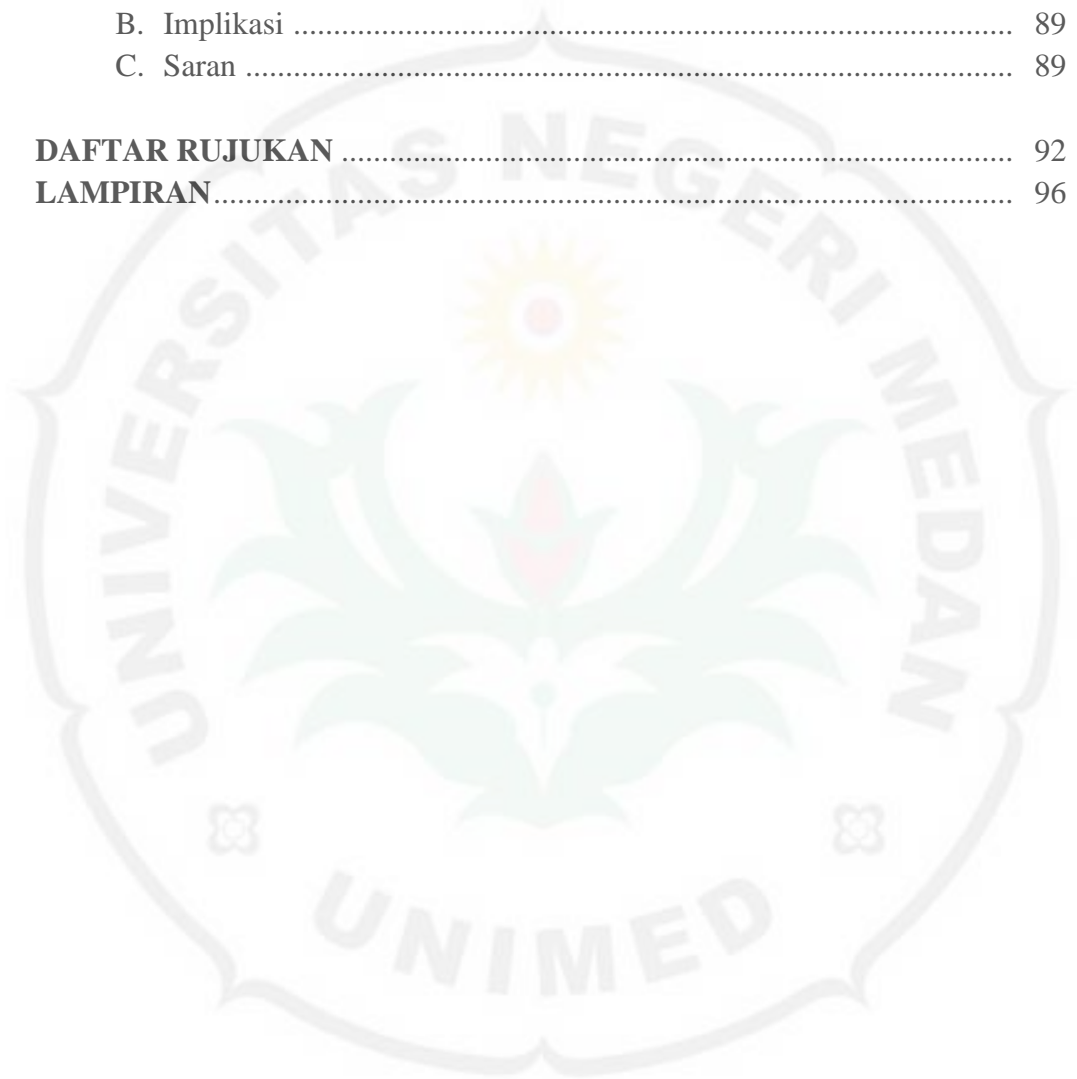 B. Implikasi ........................................................................................... 89
C. Saran ................................................................................................. 89
DAFTAR RUJUKAN ..................................................................................... 92
LAMPIRAN..................................................................................................... 96
UNIVERSITAS NEGERI MEDAN
UNIMED